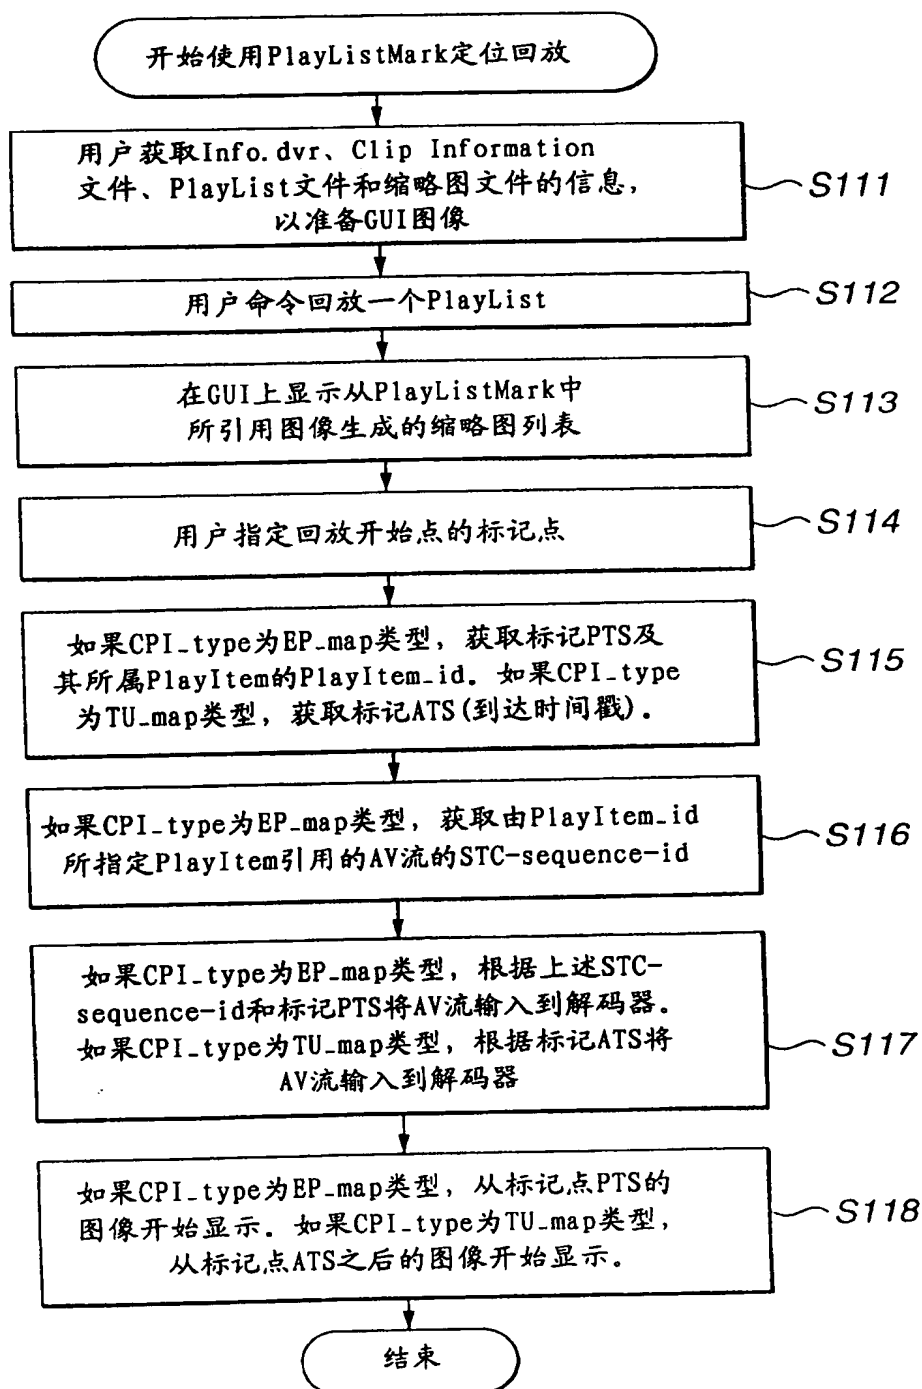 开始使用PlayListMark定位回放
用户获取Info.dvr、Clip Information
文件、PlayList文件和缩略图文件的信息，
以准备GUI图像
S111
用户命令回放一个PlayList
S112
在GUI上显示从PlayListMark中
所引用图像生成的缩略图列表
S113
用户指定回放开始点的标记点
S114
如果CPI_type为EP_map类型，获取标记PTS及
其所属PlayItem的PlayItem_id。如果CPI_type
为TU_map类型，获取标记ATS(到达时间戳)。
S115
如果CPI_type为EP_map类型，获取由PlayItem_id
所指定PlayItem引用的AV流的STC-sequence-id
S116
如果CPI_type为EP_map类型，根据上述STC-
sequence-id和标记PTS将AV流输入到解码器。
如果CPI_type为TU_map类型，根据标记ATS将
AV流输入到解码器
S117
如果CPI_type为EP_map类型，从标记点PTS的
图像开始显示。如果CPI_type为TU_map类型，
从标记点ATS之后的图像开始显示。
S118
结束